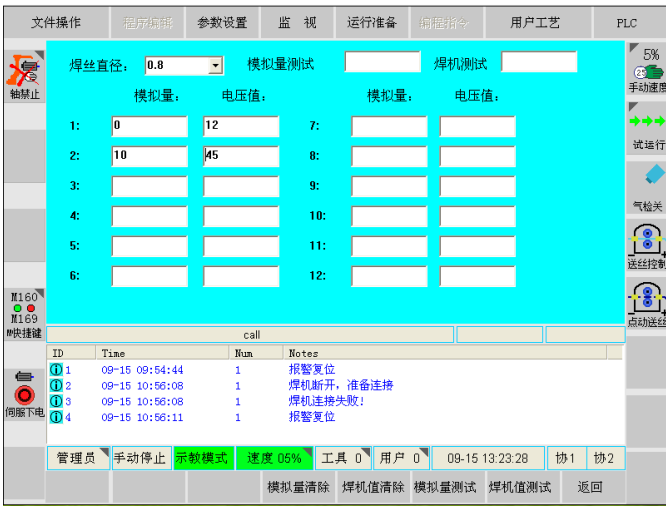 文件操作 程序编辑 参数设置 监 视 运行准备 编程指令 用户工艺 PLC
轴禁止
M160
M169
M快捷键
伺服下电
焊丝直径: 0.8 模拟量测试 焊机测试
模拟量: 电压值: 模拟量: 电压值:
1: 0 12 7:
2: 10 45 8:
3: 9:
4: 10:
5: 11:
6: 12:
call
ID Time Num Notes
1 09-15 09:54:44 1 报警复位
2 09-15 10:56:08 1 焊机断开，准备连接
3 09-15 10:56:08 1 焊机连接失败!
4 09-15 10:56:11 1 报警复位
管理员 手动停止 示教模式 速度 05% 工具 0 用户 0 09-15 13:23:28 协1 协2
模拟量清除 焊机值清除 模拟量测试 焊机值测试 返回
5%
25
手动速度
试运行
气检关
送丝控制
点动送丝